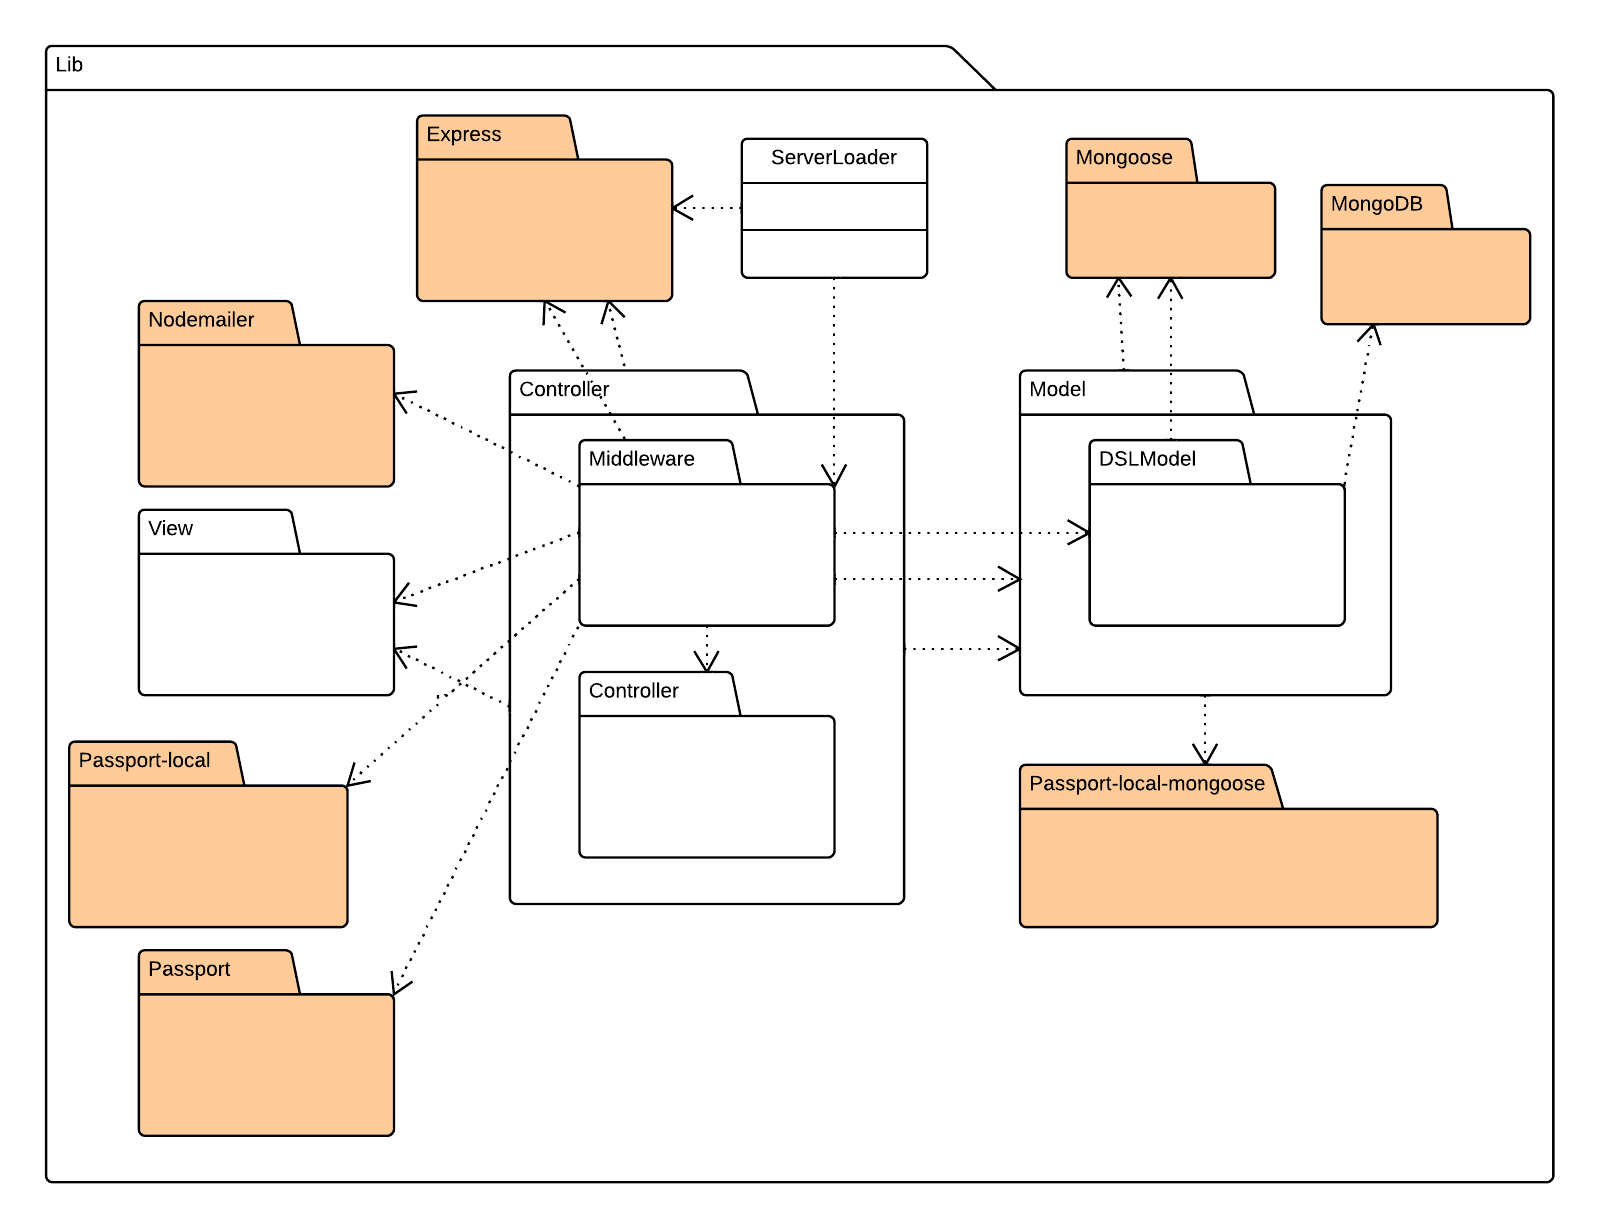 Lib
Express
ServerLoader
Mongoose
MongoDB
Nodemailer
Controller
Model
Middleware
DSLModel
View
Controller
Passport-local
Passport-local-mongoose
Passport